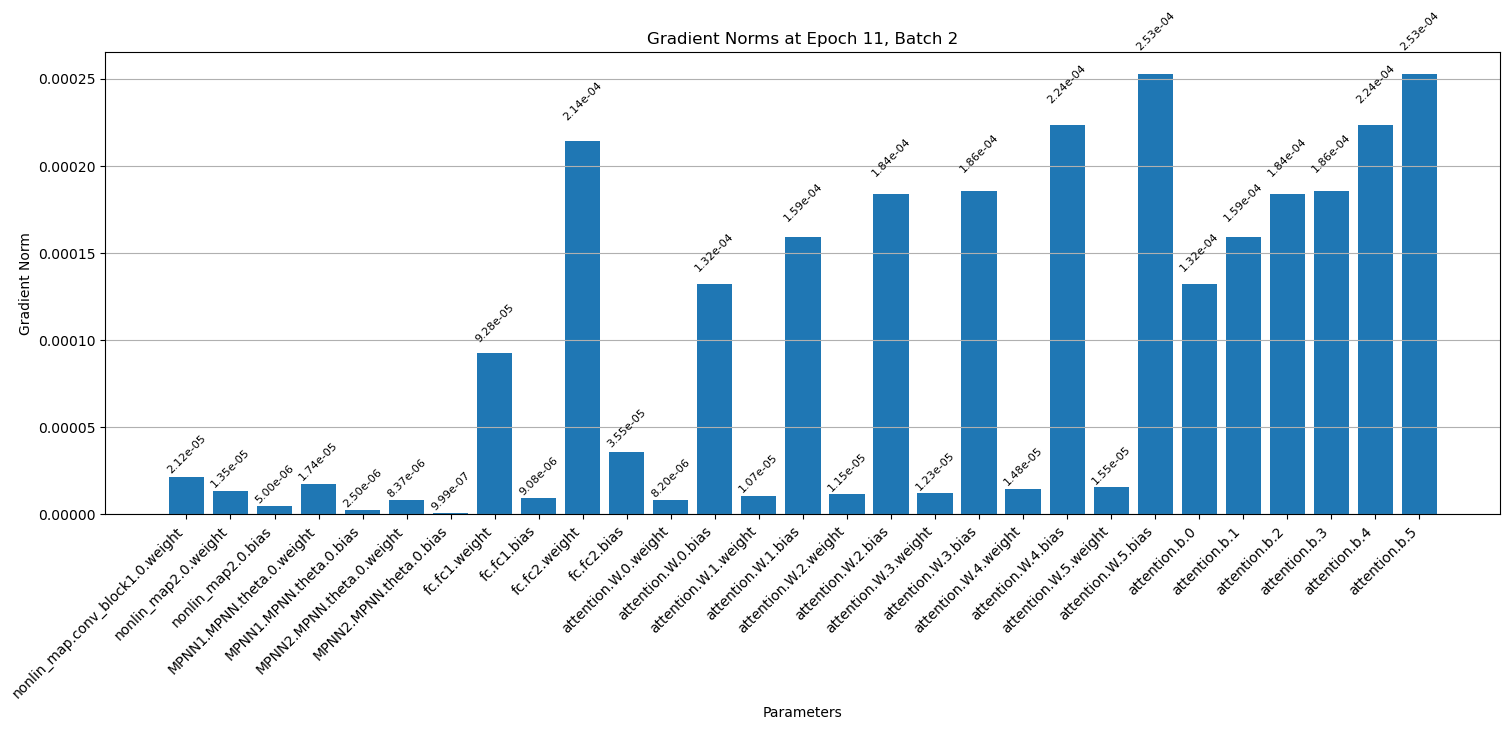 Gradient Norms at Epoch 11, Batch 2
Gradient Norm
0.00025
0.00020
0.00015
0.00010
0.00005
0.00000
2.12e-05
1.35e-05
5.00e-06
1.74e-05
2.50e-06
8.37e-06
9.99e-07
9.28e-05
9.08e-06
2.14e-04
3.55e-05
8.20e-06
1.32e-04
1.07e-05
1.59e-04
1.15e-05
1.84e-04
1.23e-05
1.86e-04
1.48e-05
2.24e-04
1.55e-05
2.53e-04
1.32e-04
1.59e-04
1.84e-04
1.86e-04
2.24e-04
2.53e-04
nonlin_map.conv_block1.0.weight
nonlin_map2.0.weight
nonlin_map2.0.bias
MPNN1.MPNN.theta.0.weight
MPNN1.MPNN.theta.0.bias
MPNN2.MPNN.theta.0.weight
MPNN2.MPNN.theta.0.bias
fc.fc1.weight
fc.fc1.bias
fc.fc2.weight
fc.fc2.bias
attention.W.0.weight
attention.W.0.bias
attention.W.1.weight
attention.W.1.bias
attention.W.2.weight
attention.W.2.bias
attention.W.3.weight
attention.W.3.bias
attention.W.4.weight
attention.W.4.bias
attention.W.5.weight
attention.W.5.bias
attention.b.0
attention.b.1
attention.b.2
attention.b.3
attention.b.4
attention.b.5
Parameters